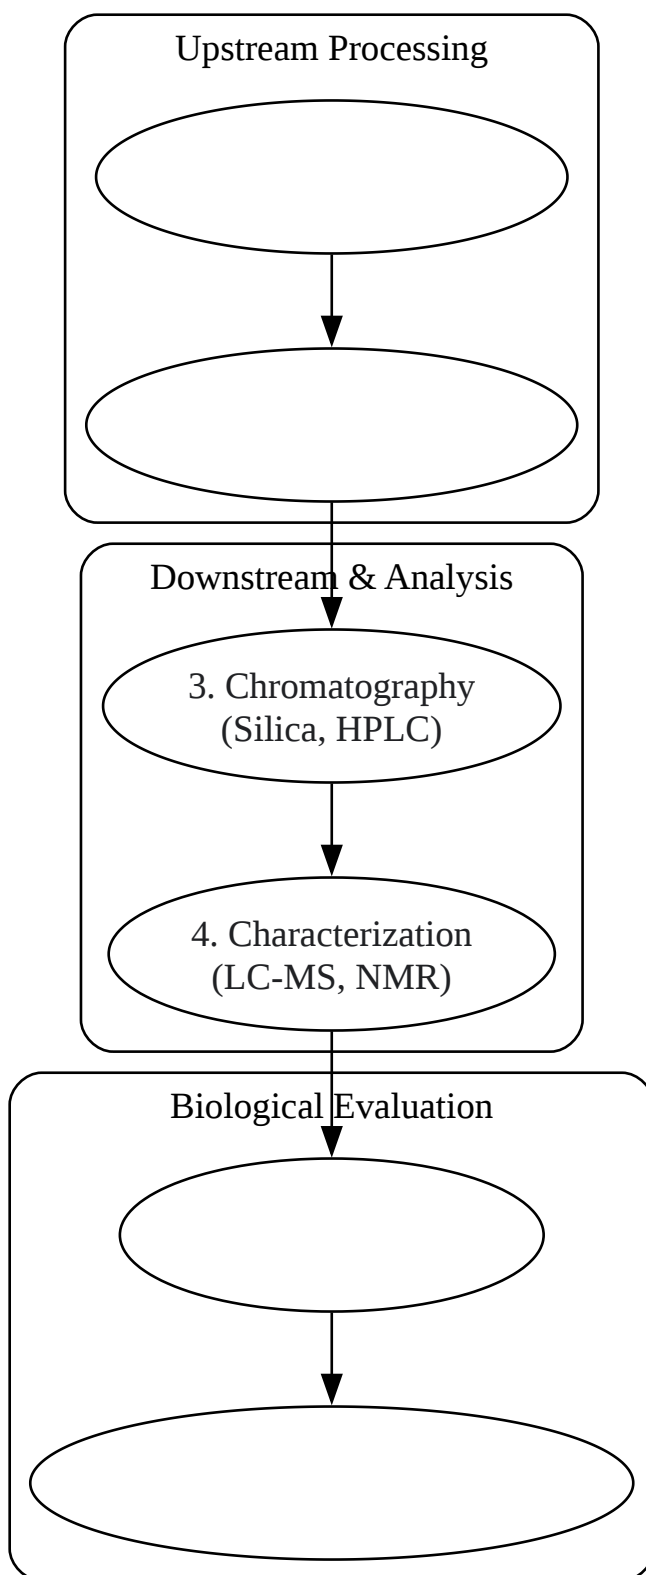 Upstream Processing
Downstream & Analysis
3. Chromatography
(Silica, HPLC)
4. Characterization
(LC-MS, NMR)
Biological Evaluation